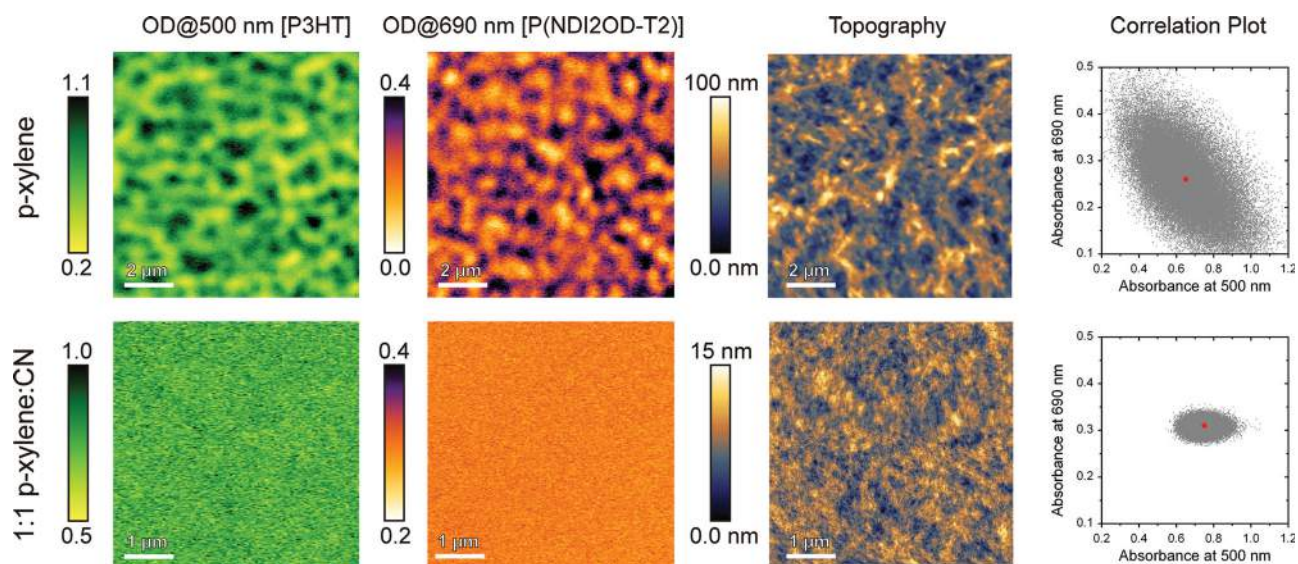 OD@500 nm [P3HT]
OD@690 nm [P(NDI2OD-T2)]
Topography
Correlation Plot
p-xylene
1.1
0.2
2 µm
0.4
0.0
2 µm
100 nm
0.0 nm
2 µm
Absorbance at 690 nm
0.5
0.4
0.3
0.2
0.1
0.2 0.4 0.6 0.8 1.0 1.2
Absorbance at 500 nm
1:1 p-xylene:CN
1.0
0.5
1 µm
0.4
0.2
1 µm
15 nm
0.0 nm
1 µm
Absorbance at 690 nm
0.5
0.4
0.3
0.2
0.1
0.2 0.4 0.6 0.8 1.0 1.2
Absorbance at 500 nm